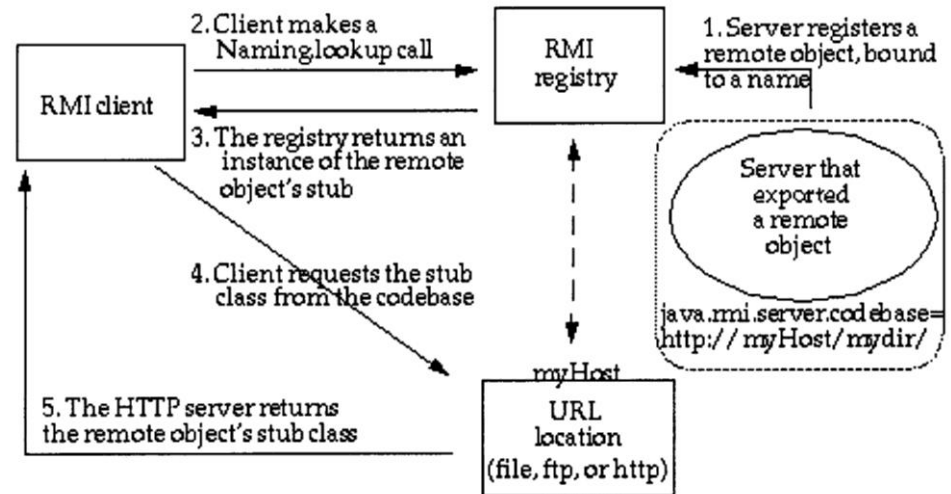 2. Client makes a
Naming.lookup call
RMI
registry
1. Server registers a
remote object, bound
to a name
RMI client
3. The registry returns an
instance of the remote
object's stub
Server that
exported
a remote
object
4. Client requests the stub
class from the codebase
java.rmi.server.codebase=
http://myHost/mydir/
myHost
URL
location
(file, ftp, or http)
5. The HTTP server returns
the remote object's stub class